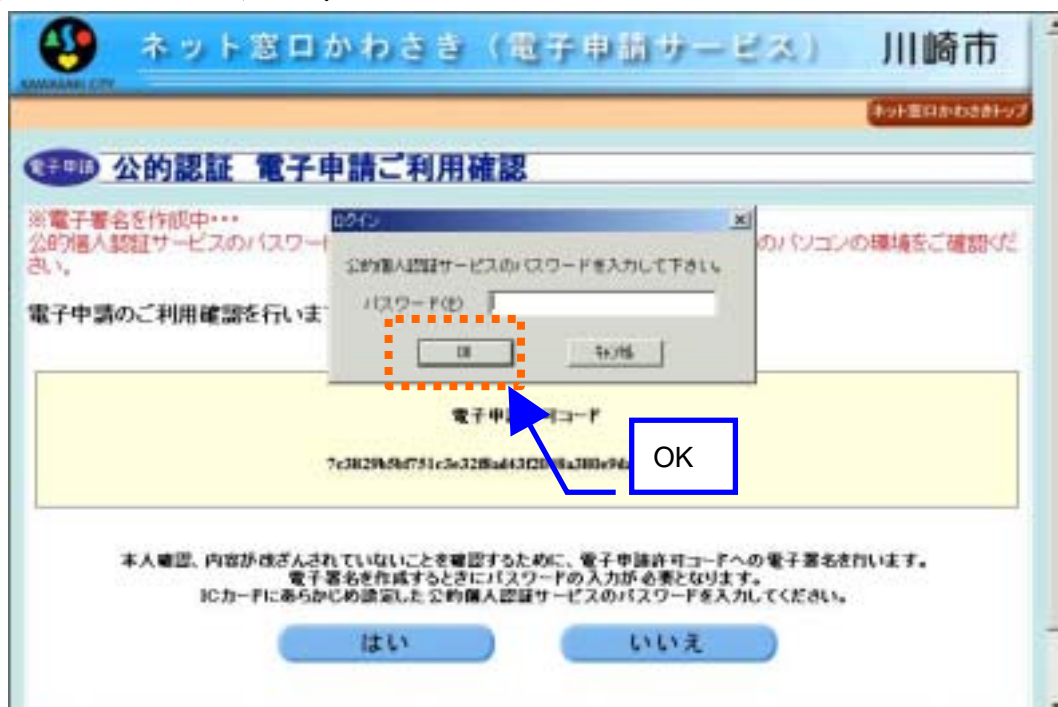 ネット窓口かわさき（電子申請サービス） 川崎市
KAWASAKI CITY
ネット窓口かわさきトップ
電子申請 公的認証 電子申請ご利用確認
※電子署名を作成中・・・
公的個人認証サービスのパスワー
のパソコンの環境をご確認くだ
さい。
ログイン
公的個人認証サービスのパスワードを入力して下さい。
パスワード(P)
OK キャンセル
電子申請のご利用確認を行いま
電子申 可コード
OK
本人確認、内容が改ざんされていないことを確認するために、電子申請許可コードへの電子署名を行います。
電子署名を作成するときにパスワードの入力が必要となります。
ICカードにあらかじめ設定した公的個人認証サービスのパスワードを入力してください。
はい いいえ